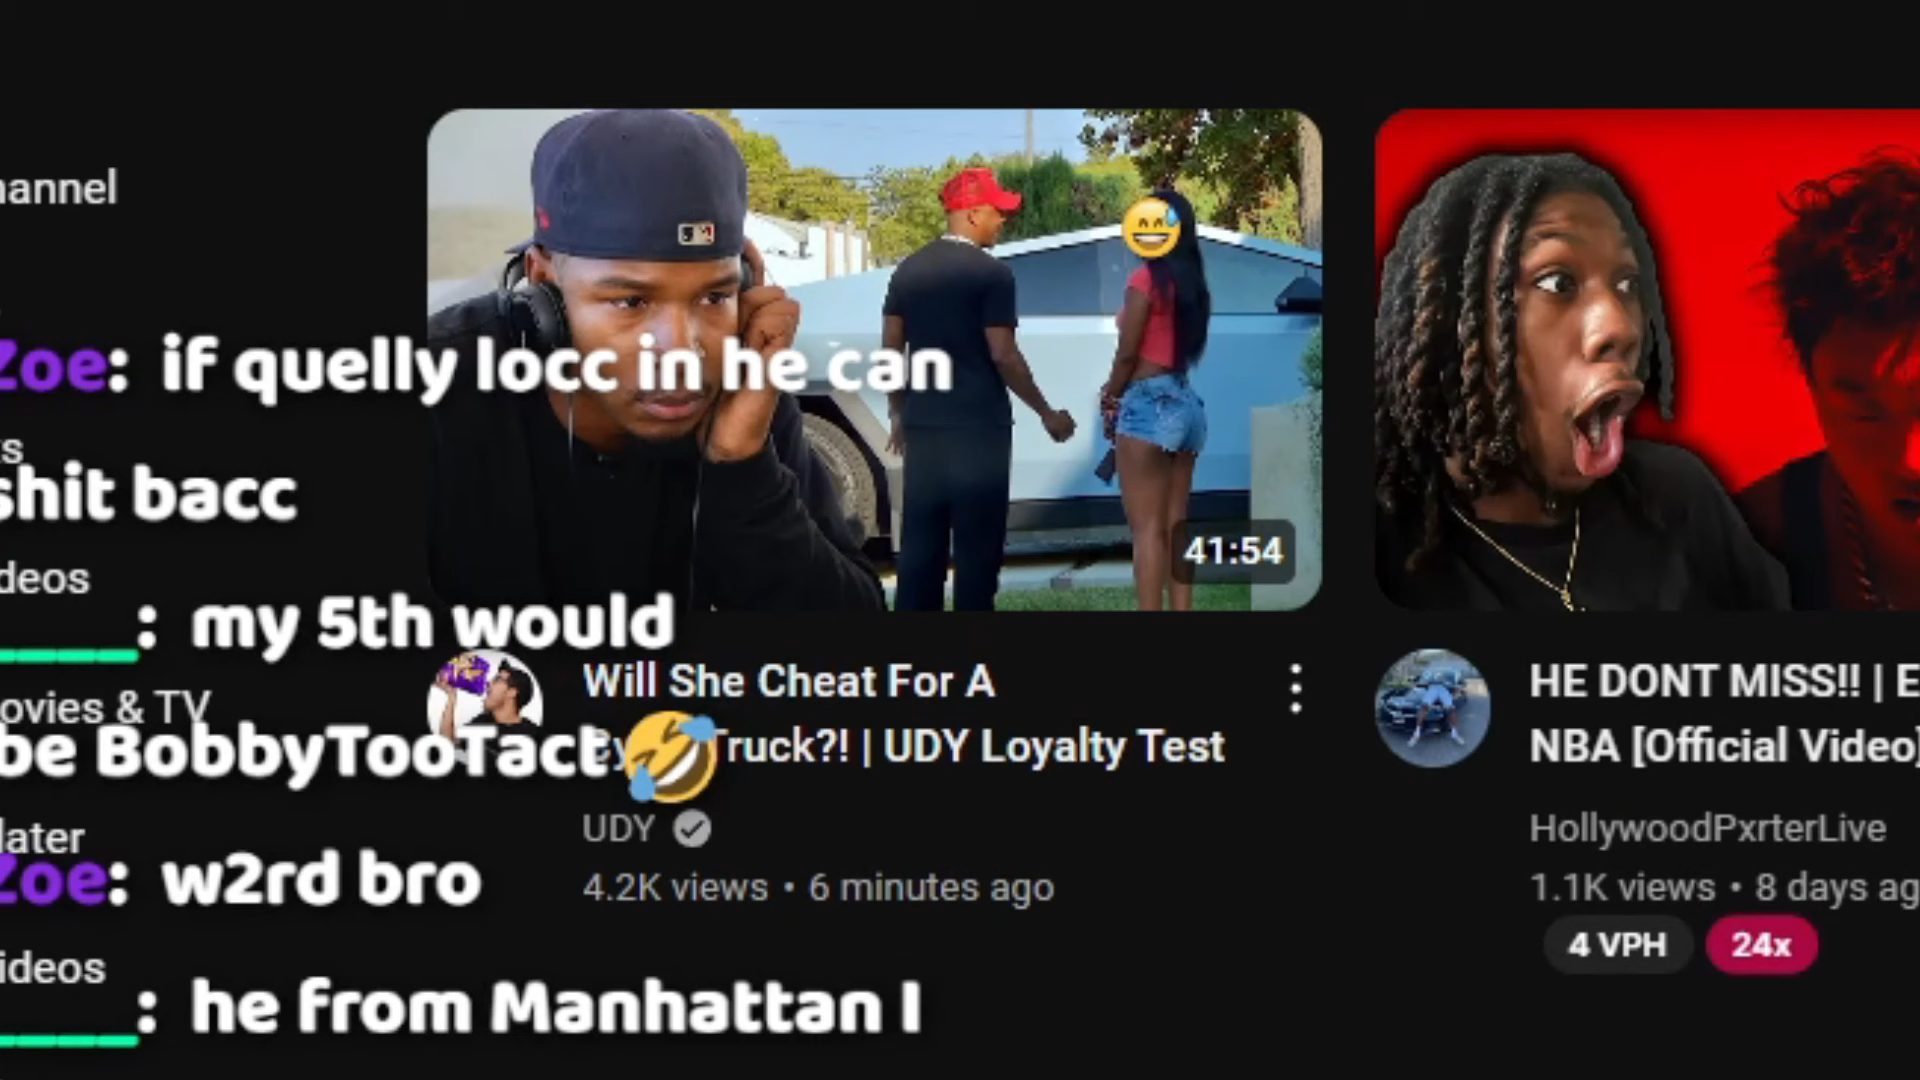 hannel
Zoe: if quelly locc in he can
ks
shit bacc
deos
: my 5th would
ovies & TV
be BobbyTooTact
later
Zoe: w2rd bro
ideos
: he from Manhattan I
41:54
Will She Cheat For A
Truck?! | UDY Loyalty Test
UDY
4.2K views • 6 minutes ago
HE DONT MISS!! | E
NBA [Official Video]
HollywoodPxrterLive
1.1K views • 8 days ag
4 VPH
24x